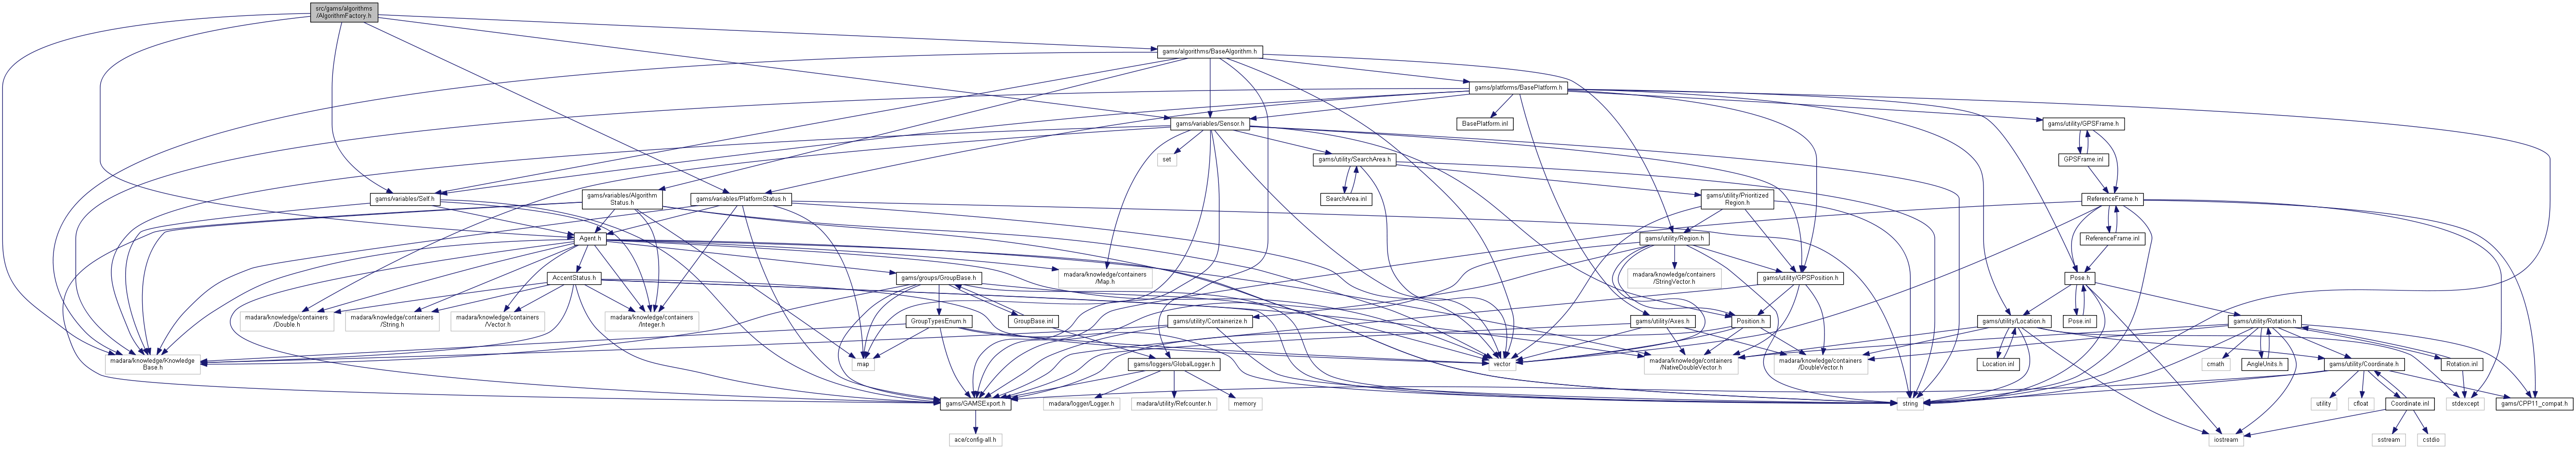 src/gams/algorithms
/AlgorithmFactory.h
gams/algorithms/BaseAlgorithm.h
gams/platforms/BasePlatform.h
gams/variables/Sensor.h
BasePlatform.inl
gams/utility/GPSFrame.h
set
gams/utility/SearchArea.h
GPSFrame.inl
gams/variables/Self.h
gams/variables/Algorithm
Status.h
gams/variables/PlatformStatus.h
SearchArea.inl
gams/utility/Prioritized
Region.h
ReferenceFrame.h
Agent.h
gams/utility/Region.h
ReferenceFrame.inl
AccentStatus.h
gams/groups/GroupBase.h
madara/knowledge/containers
/Map.h
madara/knowledge/containers
/StringVector.h
gams/utility/GPSPosition.h
Pose.h
madara/knowledge/containers
/Double.h
madara/knowledge/containers
/String.h
madara/knowledge/containers
/Vector.h
madara/knowledge/containers
/Integer.h
GroupTypesEnum.h
GroupBase.inl
gams/utility/Containerize.h
gams/utility/Axes.h
Position.h
gams/utility/Location.h
Pose.inl
gams/utility/Rotation.h
madara/knowledge/Knowledge
Base.h
map
gams/loggers/GlobalLogger.h
vector
madara/knowledge/containers
/NativeDoubleVector.h
madara/knowledge/containers
/DoubleVector.h
Location.inl
cmath
AngleUnits.h
gams/utility/Coordinate.h
Rotation.inl
gams/GAMSExport.h
madara/logger/Logger.h
madara/utility/Refcounter.h
memory
string
utility
cfloat
Coordinate.inl
stdexcept
gams/CPP11_compat.h
ace/config-all.h
iostream
sstream
cstdio